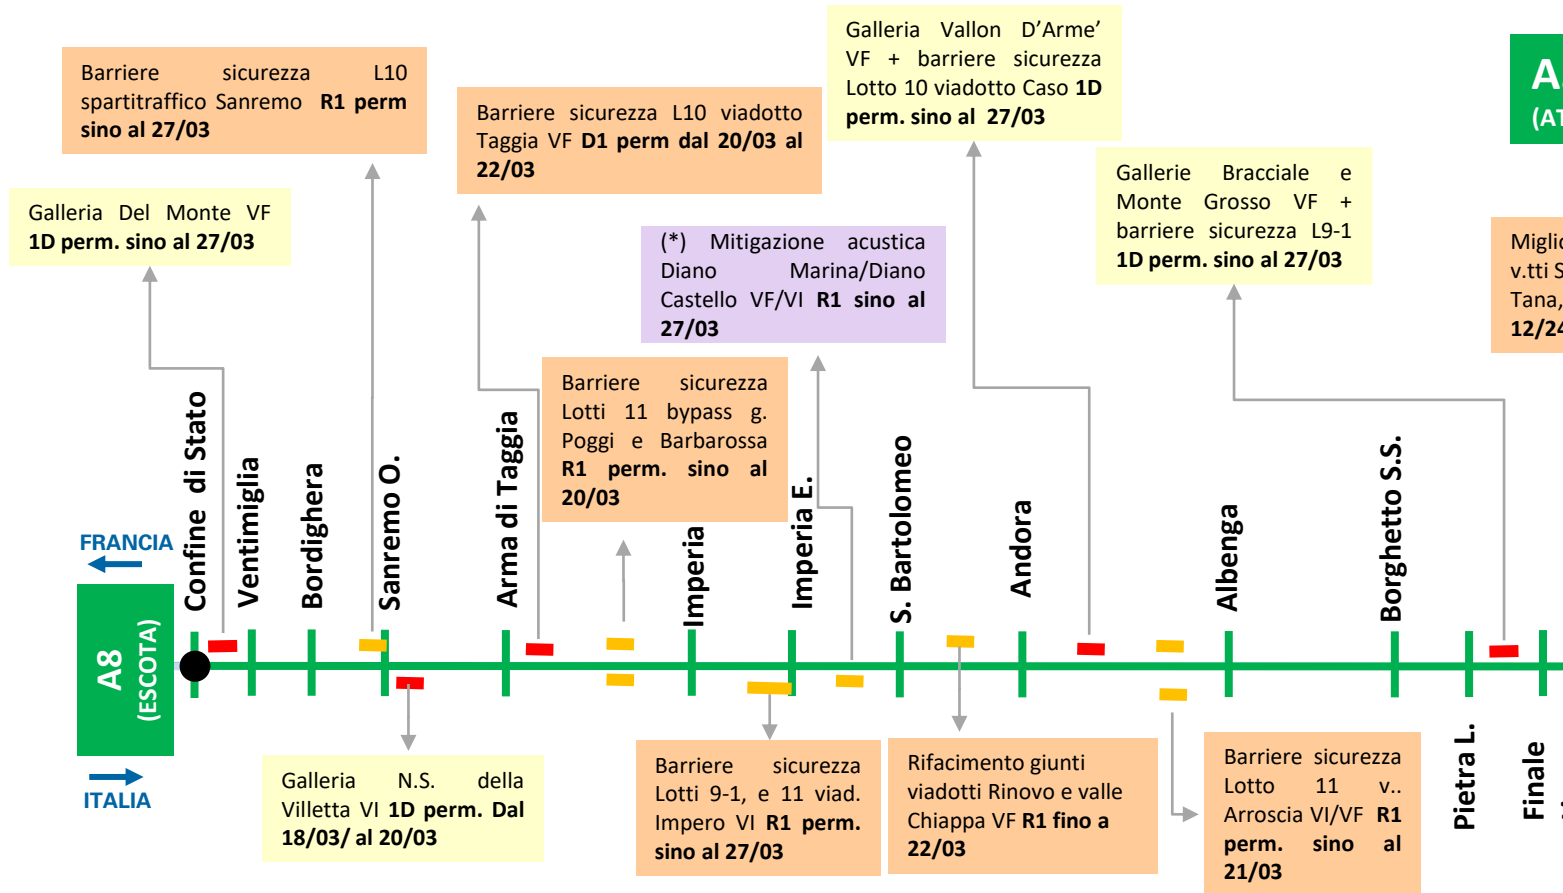 Barriere sicurezza L10
spartitraffico Sanremo R1 perm
sino al 27/03
Galleria Del Monte VF
1D perm. sino al 27/03
Barriere sicurezza L10 viadotto
Taggia VF D1 perm dal 20/03 al
22/03
(*) Mitigazione acustica
Diano Marina/Diano
Castello VF/VI R1 sino al
27/03
Galleria Vallon D'Arme'
VF + barriere sicurezza
Lotto 10 viadotto Caso 1D
perm. sino al 27/03
Gallerie Bracciale e
Monte Grosso VF +
barriere sicurezza L9-1
1D perm. sino al 27/03
A
(AT
Miglio
v.tti S
Tana,
12/24
Barriere sicurezza
Lotti 11 bypass g.
Poggi e Barbarossa
R1 perm. sino al
20/03
FRANCIA
A8
(ESCOTA)
ITALIA
Confine di Stato
Ventimiglia
Bordighera
Sanremo O.
Arma di Taggia
Imperia
Imperia E.
S. Bartolomeo
Andora
Albenga
Borghetto S.S.
Pietra L.
Finale
Galleria N.S. della
Villetta VI 1D perm. Dal
18/03/ al 20/03
Barriere sicurezza
Lotti 9-1, e 11 viad.
Impero VI R1 perm.
sino al 27/03
Rifacimento giunti
viadotti Rinovo e valle
Chiappa VF R1 fino a
22/03
Barriere sicurezza
Lotto 11 v..
Arroscia VI/VF R1
perm. sino al
21/03